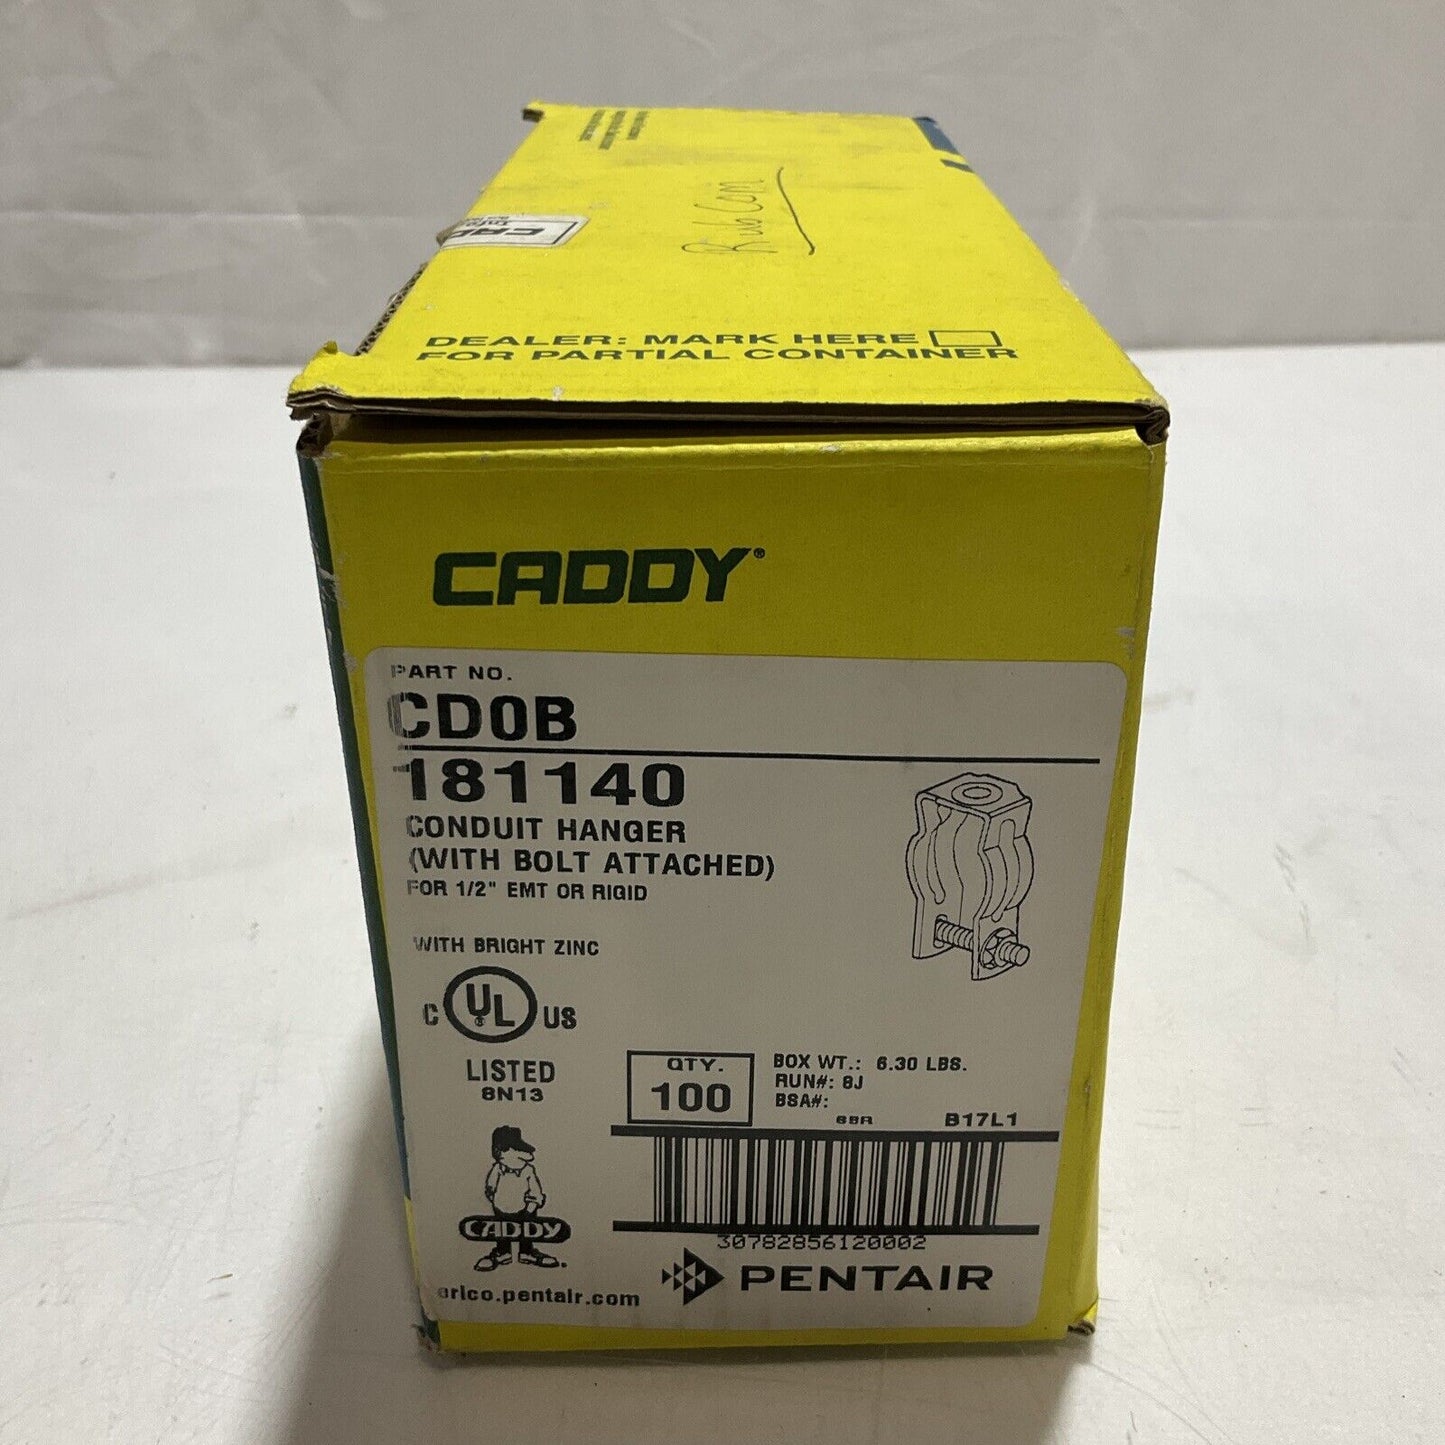 Rub Com
DEALER: MARK HERE
FOR PARTIAL CONTAINER
CADDY®
PART NO.
CD0B
181140
CONDUIT HANGER
(WITH BOLT ATTACHED)
FOR 1/2" EMT OR RIGID
WITH BRIGHT ZINC
C UL® US
LISTED
8N13
QTY.
100
BOX WT.: 6.30 LBS.
RUN#: 8J
BSA#:
B17L1
30782856120002
CADDY
PENTAIR
erico.pentair.com